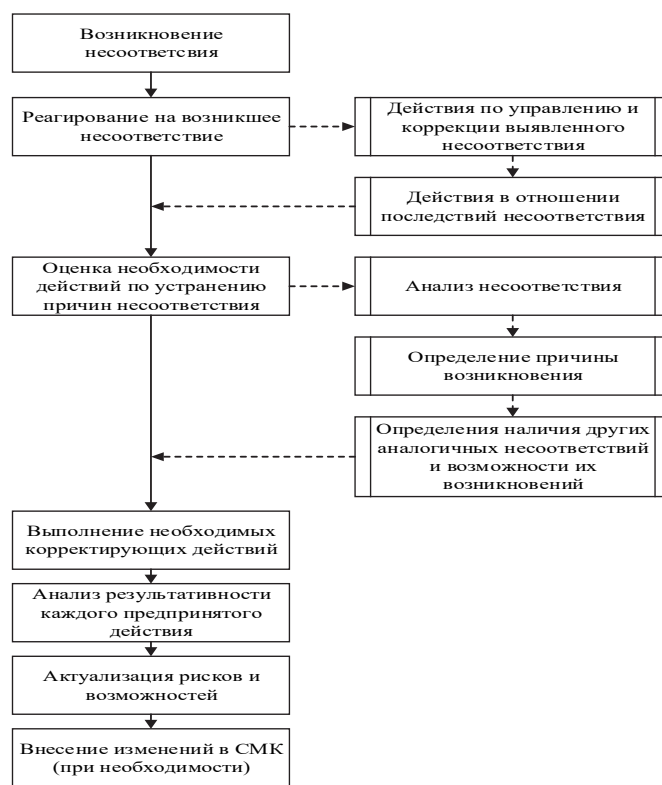 Возникновение
несоответсвия
Реагирование на возникшее
несоответствие
Действия по управлению и
коррекции выявленного
несоответствия
Действия в отношении
последствий несоответствия
Оценка необходимости
действий по устранению
причин несоответствия
Анализ несоответствия
Определение причины
возникновения
Определения наличия других
аналогичных несоответствий
и возможности их
возникновений
Выполнение необходимых
корректирующих действий
Анализ результативности
каждого предпринятого
действия
Актуализация рисков и
возможностей
Внесение изменений в СМК
(при необходимости)